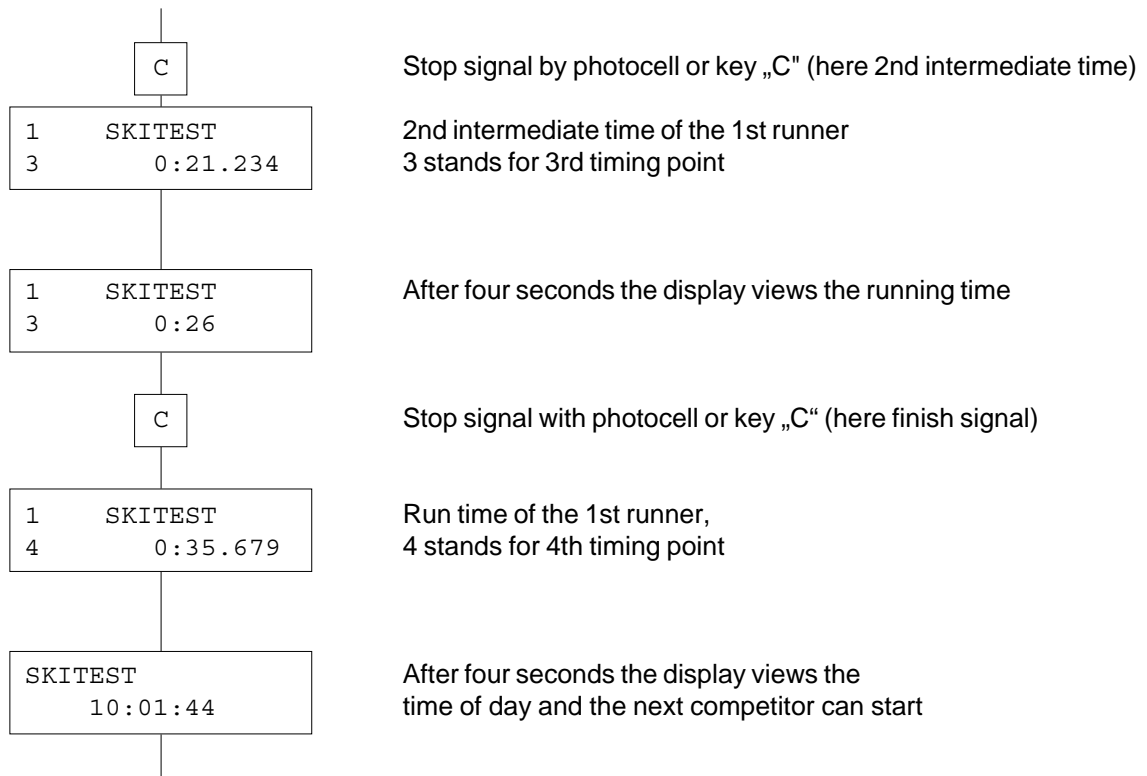 C
Stop signal by photocell or key „C" (here 2nd intermediate time)
1 SKITEST
3 0:21.234
2nd intermediate time of the 1st runner
3 stands for 3rd timing point
1 SKITEST
3 0:26
After four seconds the display views the running time
C
Stop signal with photocell or key „C“ (here finish signal)
1 SKITEST
4 0:35.679
Run time of the 1st runner,
4 stands for 4th timing point
SKITEST
10:01:44
After four seconds the display views the
time of day and the next competitor can start